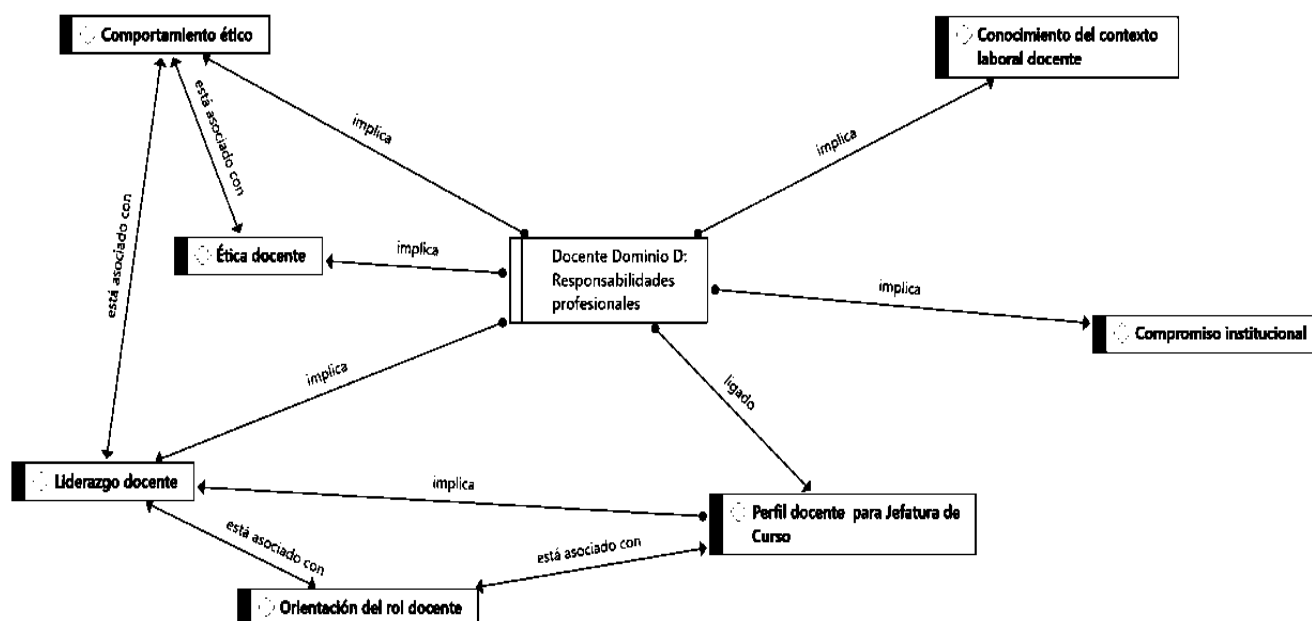 Comportamiento ético
Conocimiento del contexto
laboral docente
está asociado con
implica
implica
está asociado con
Ética docente
implica
Docente Dominio D:
Responsabilidades
profesionales
implica
Compromiso institucional
implica
ligado
Liderazgo docente
implica
Perfil docente para Jefatura de
Curso
está asociado con
está asociado con
Orientación del rol docente